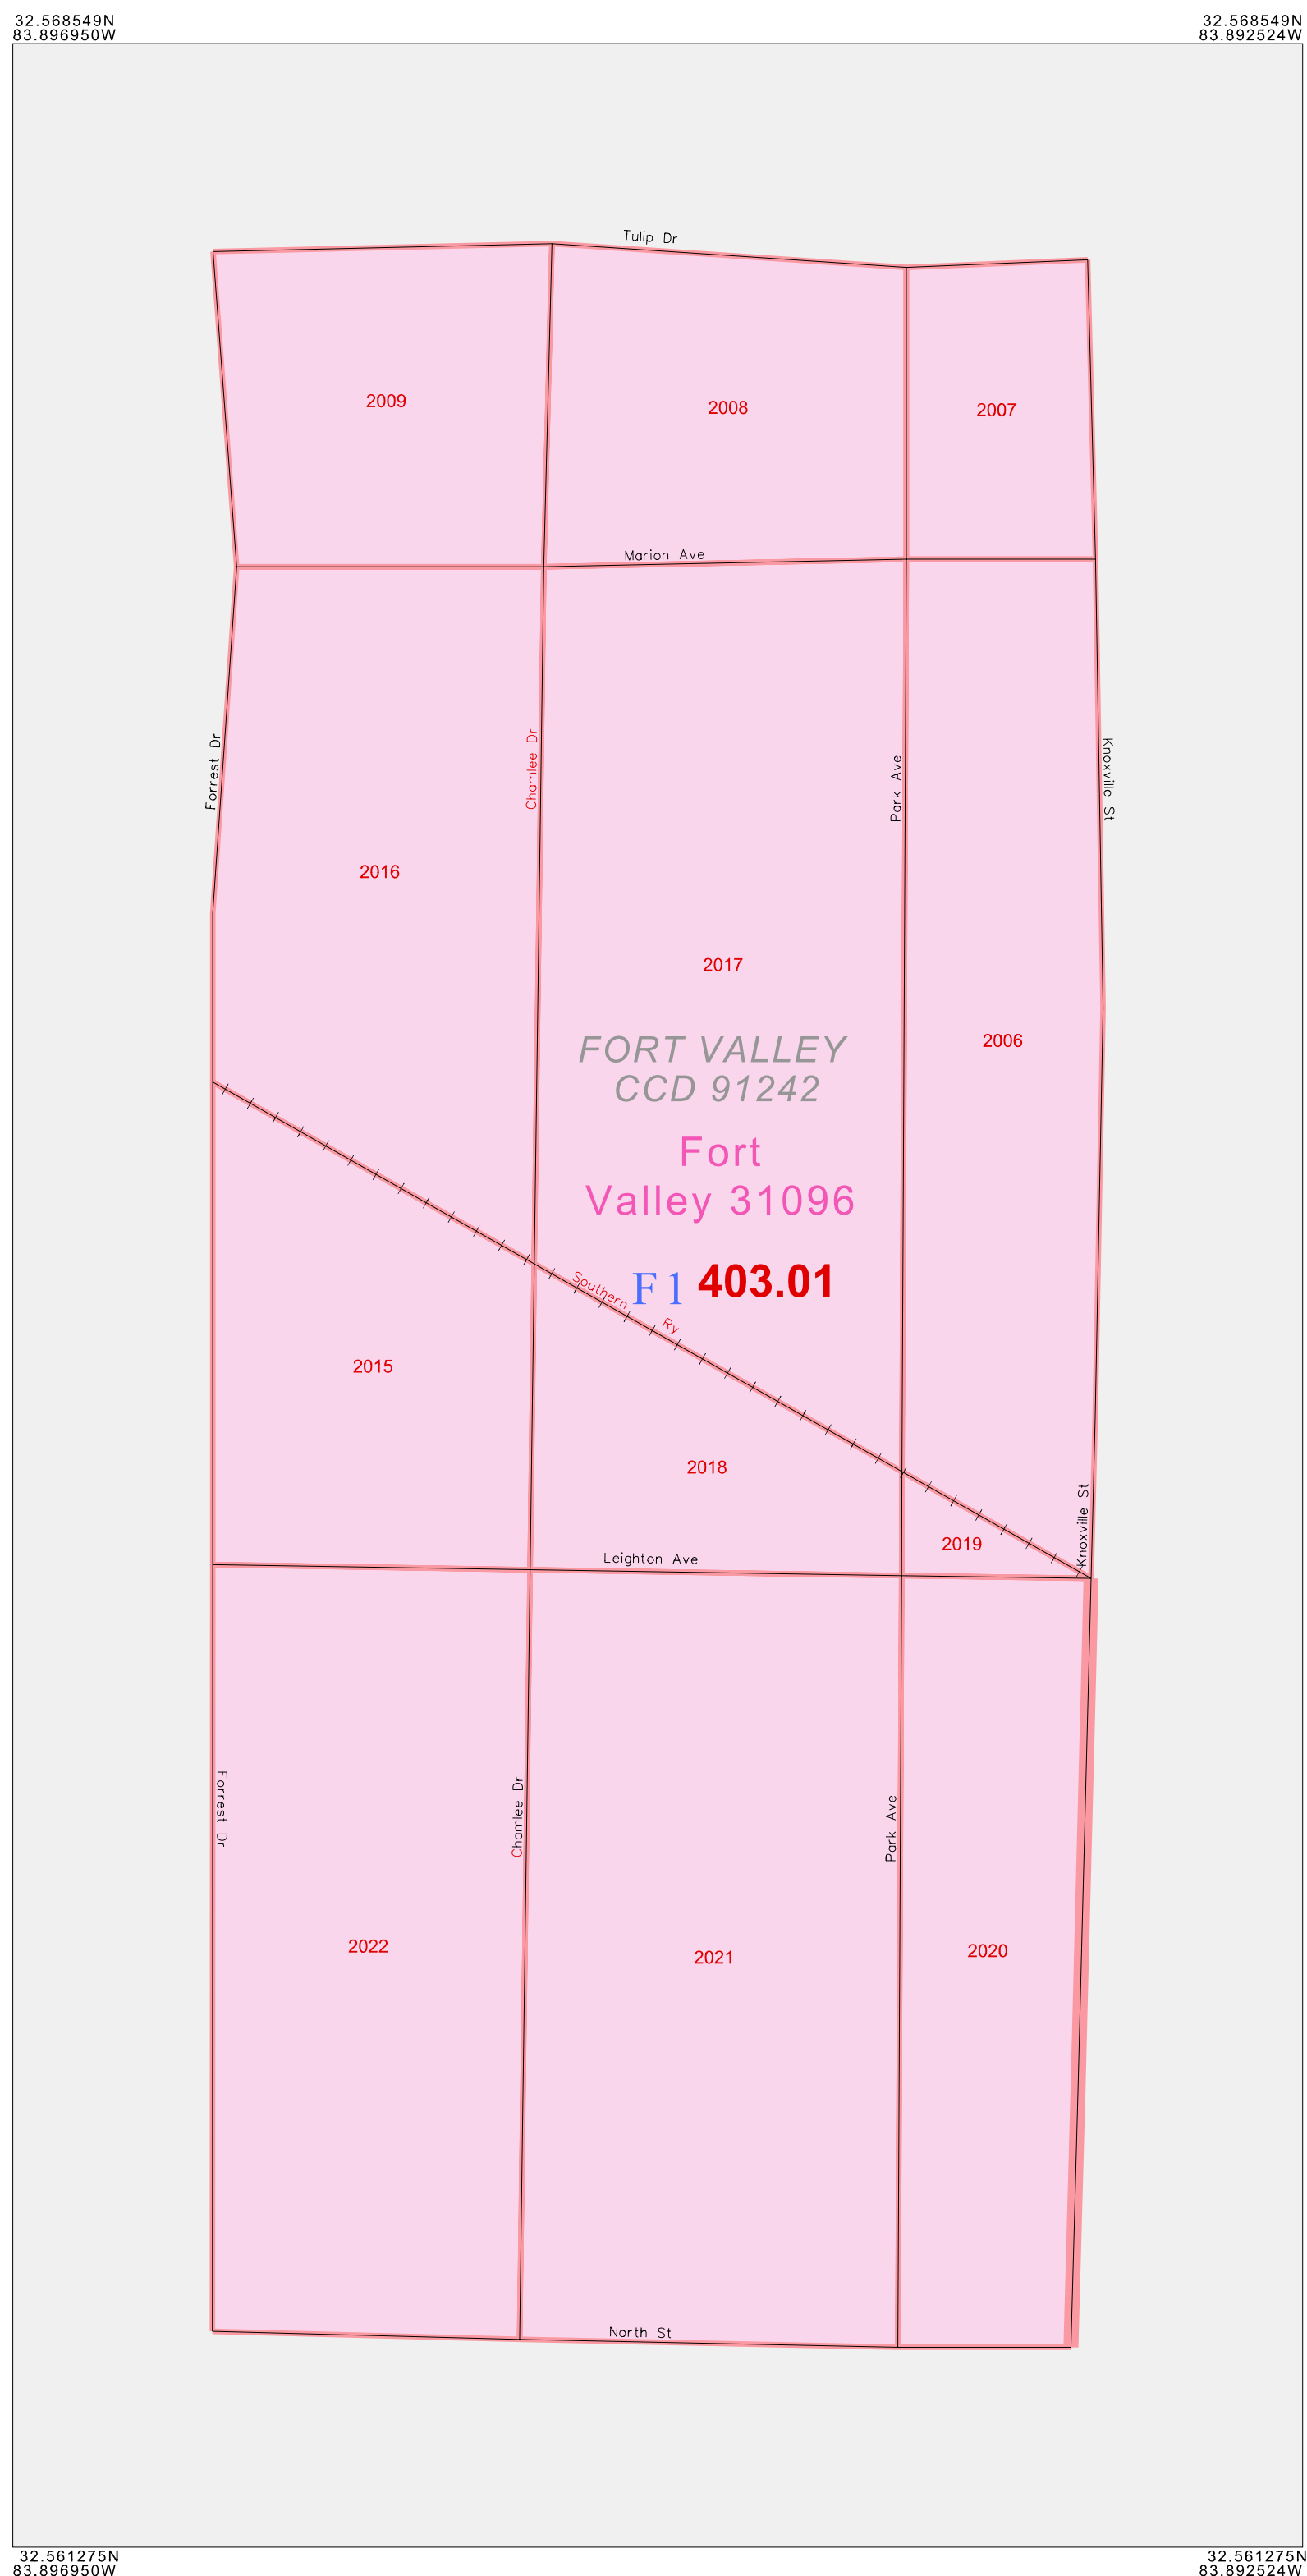 32.568549N
83.896950W
32.568549N
83.892524W
Tulip Dr
2009
2008
2007
Marion Ave
Forrest Dr
Chamlee Dr
Park Ave
Knoxville St
2016
2017
2006
FORT VALLEY
CCD 91242
Fort
Valley 31096
F1
403.01
Southern Ry
2015
2018
2019
Knoxville St
Leighton Ave
Forrest Dr
Chamlee Dr
Park Ave
2022
2021
2020
North St
32.561275N
83.896950W
32.561275N
83.892524W